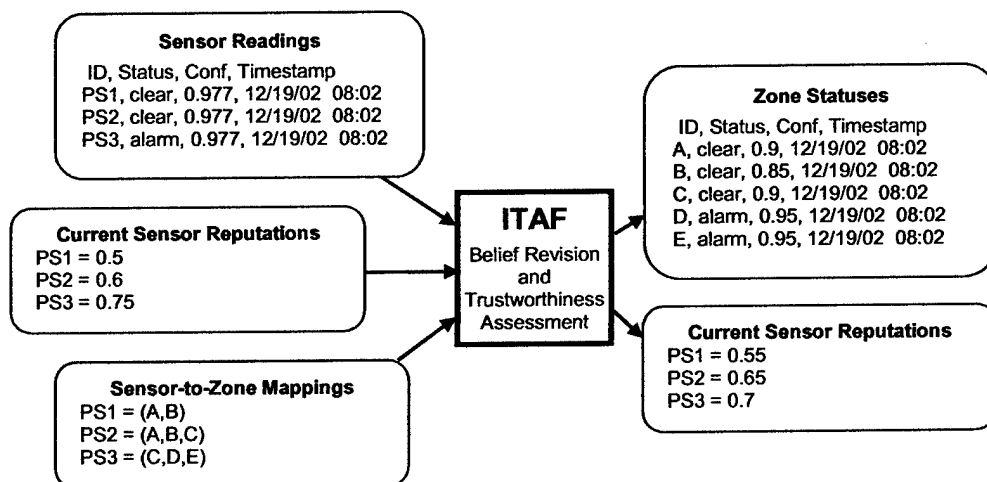 Sensor Readings
ID, Status, Conf, Timestamp
PS1, clear, 0.977, 12/19/02 08:02
PS2, clear, 0.977, 12/19/02 08:02
PS3, alarm, 0.977, 12/19/02 08:02
Current Sensor Reputations
PS1 = 0.5
PS2 = 0.6
PS3 = 0.75
Sensor-to-Zone Mappings
PS1 = (A,B)
PS2 = (A,B,C)
PS3 = (C,D,E)
ITAF
Belief Revision
and
Trustworthiness
Assessment
Zone Statuses
ID, Status, Conf, Timestamp
A, clear, 0.9, 12/19/02 08:02
B, clear, 0.85, 12/19/02 08:02
C, clear, 0.9, 12/19/02 08:02
D, alarm, 0.95, 12/19/02 08:02
E, alarm, 0.95, 12/19/02 08:02
Current Sensor Reputations
PS1 = 0.55
PS2 = 0.65
PS3 = 0.7